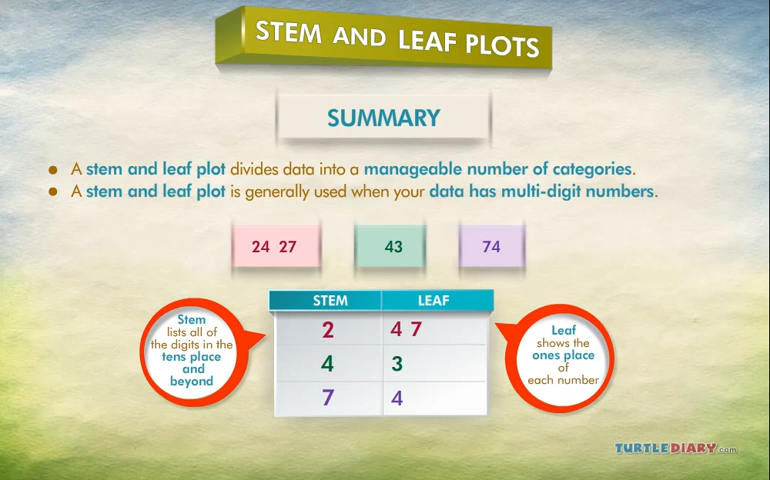 STEM AND LEAF PLOTS
SUMMARY
A stem and leaf plot divides data into a manageable number of categories.
A stem and leaf plot is generally used when your data has multi-digit numbers.
24 27
43
74
STEM LEAF
2 4 7
4 3
7 4
Stem
lists all of
the digits in the
tens place
and
beyond
Leaf
shows the
ones place
of
each number
TURTLEDIARY.com